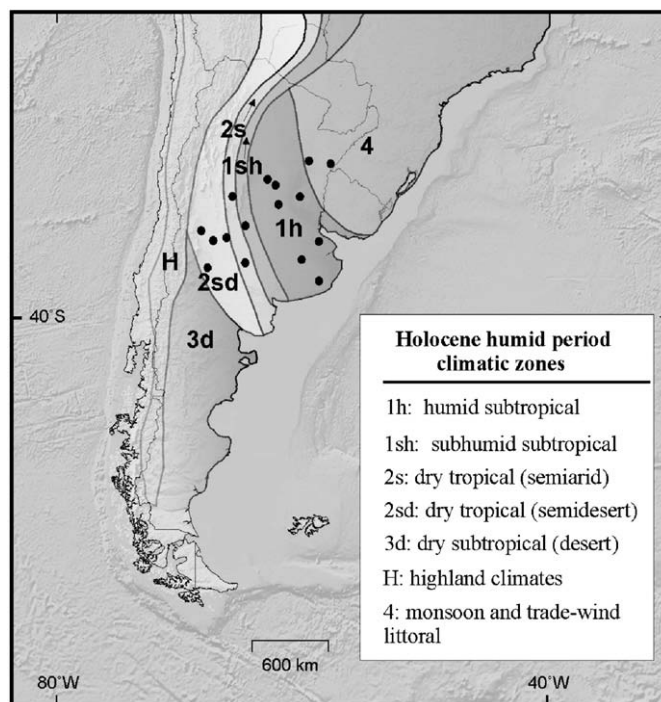 2s
4
1sh
1h
H
2sd
40°S
3d
Holocene humid period
climatic zones
1h: humid subtropical
1sh: subhumid subtropical
2s: dry tropical (semiarid)
2sd: dry tropical (semidesert)
3d: dry subtropical (desert)
H: highland climates
4: monsoon and trade-wind
littoral
600 km
80°W
40°W